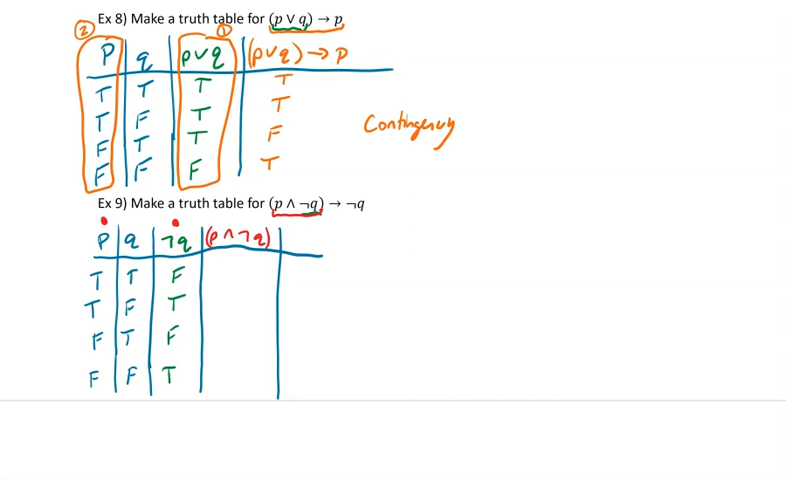 Ex 8) Make a truth table for (p ∨ q) → p
② ①
p q p∨q (p∨q) → p
T T T T
T F T T
F T T F
F F F T
Contingency
Ex 9) Make a truth table for (p ∧ ¬q) → ¬q
p q ¬q (p ∧ ¬q)
T T F
T F T
F T F
F F T